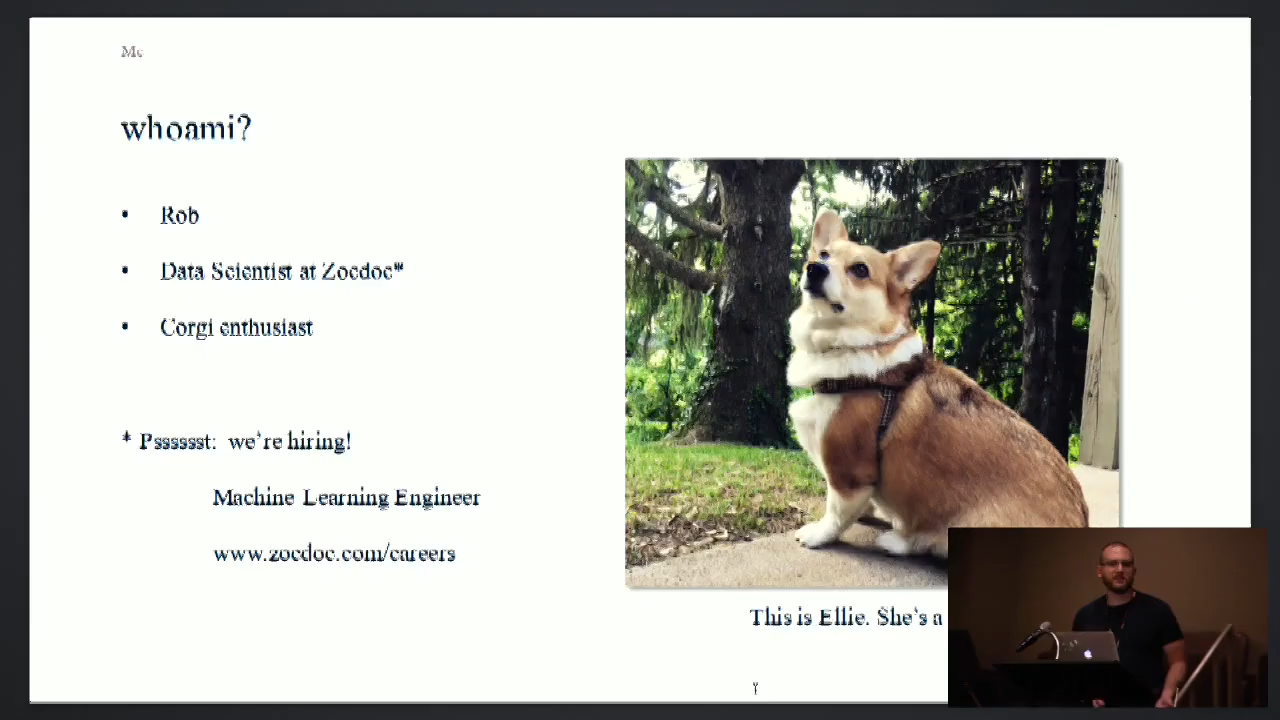 Me
whoami?
• Rob
• Data Scientist at Zocdoc*
• Corgi enthusiast
* Psssssst: we're hiring!
Machine Learning Engineer
www.zocdoc.com/careers
This is Ellie. She's a